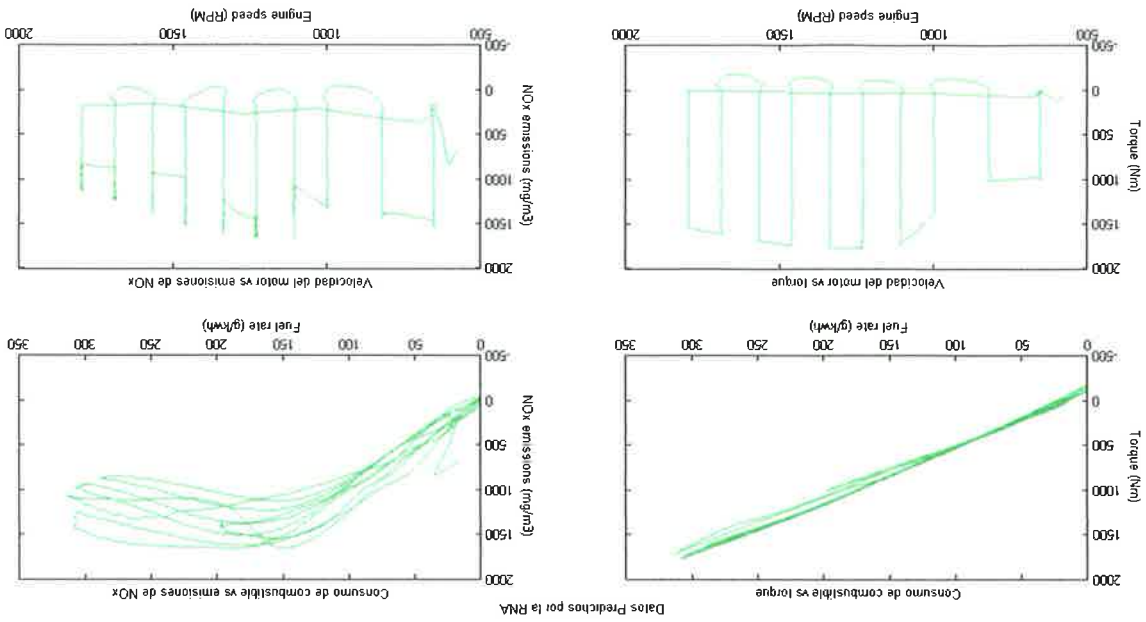 Datos Predichos por la RNA
Consumo de combustible vs torque
2000
1500
1000
500
0
-500
Torque (Nm)
0 50 100 150 200 250 300 350
Fuel rate (g/kwh)
Consumo de combustible vs emisiones de NOx
2000
1500
1000
500
0
-500
NOx emissions (mg/m3)
0 50 100 150 200 250 300 350
Fuel rate (g/kwh)
Velocidad del motor vs torque
2000
1500
1000
500
0
-500
Torque (Nm)
500 1000 1500 2000
Engine speed (RPM)
Velocidad del motor vs emisiones de NOx
2000
1500
1000
500
0
-500
NOx emissions (mg/m3)
500 1000 1500 2000
Engine speed (RPM)